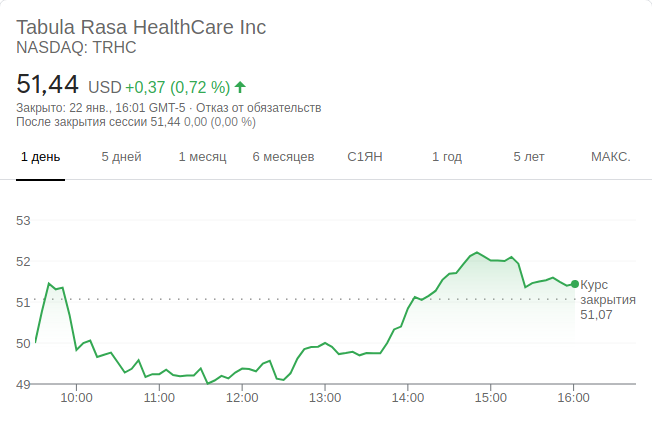 Tabula Rasa HealthCare Inc
NASDAQ: TRHC
51,44 USD +0,37 (0,72 %)
Закрыто: 22 янв., 16:01 GMT-5 · Отказ от обязательств
После закрытия сессии 51,44 0,00 (0,00 %)
1 день 5 дней 1 месяц 6 месяцев С1ЯН 1 год 5 лет МАКС.
53
52
51
50
49
Курс
закрытия
51,07
10:00 11:00 12:00 13:00 14:00 15:00 16:00